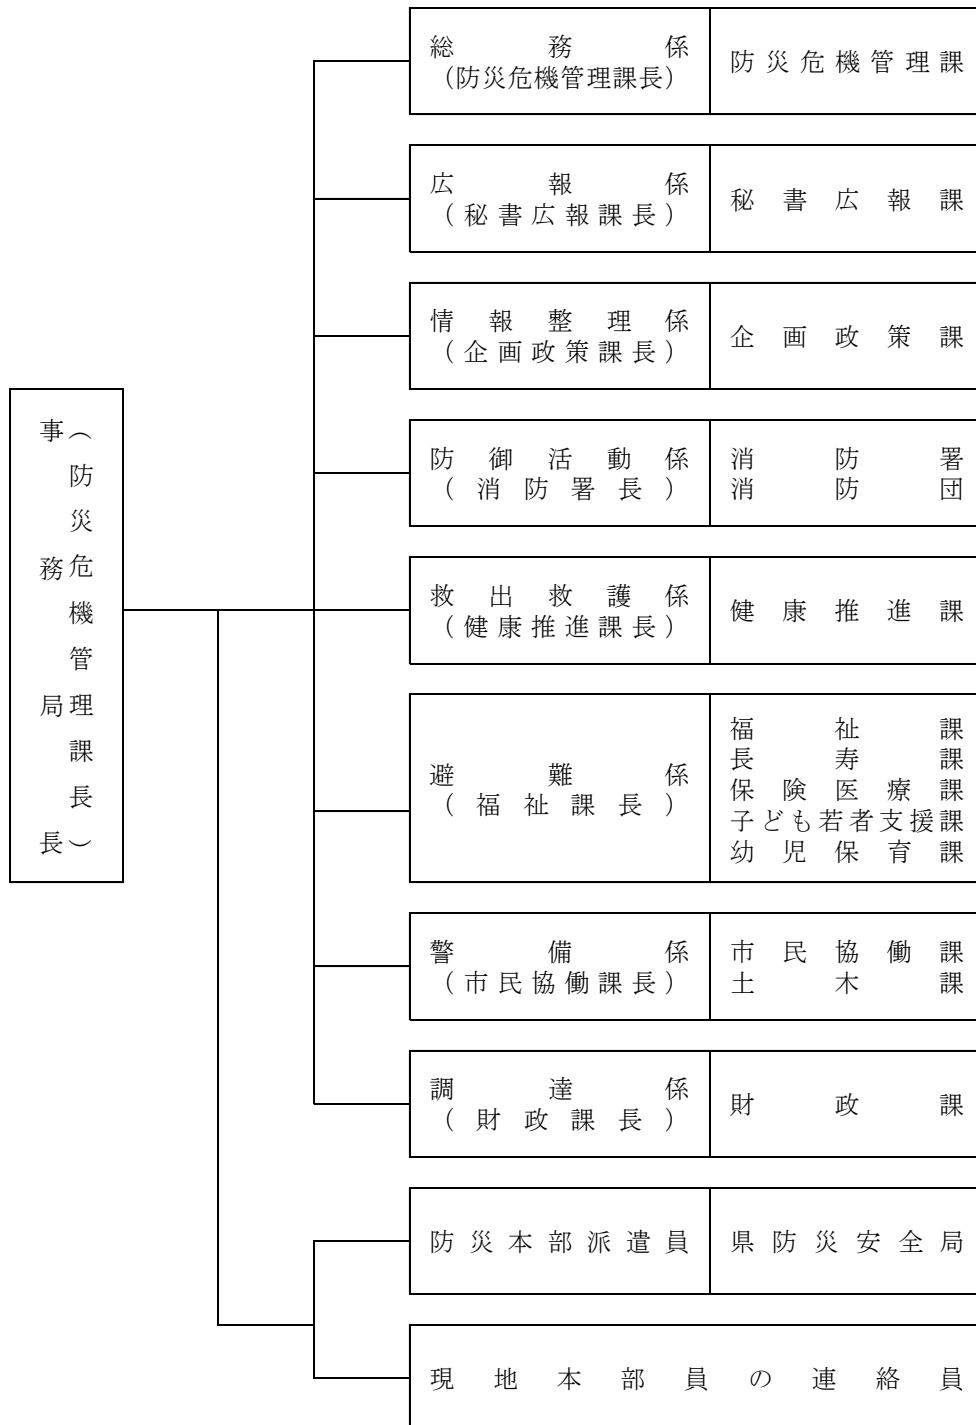 総務係
(防災危機管理課長)
防災危機管理課
広報係
(秘書広報課長)
秘書広報課
情報整理係
(企画政策課長)
企画政策課
事務局長
(防災危機管理課長)
防御活動係
(消防署長)
消防署
消防団
救出救護係
(健康推進課長)
健康推進課
避難係
(福祉課長)
福祉課
長寿課
保険医療課
子ども若者支援課
幼児保育課
警備係
(市民協働課長)
市民協働課
土木課
調達係
(財政課長)
財政課
防災本部派遣員
県防災安全局
現地本部員の連絡員